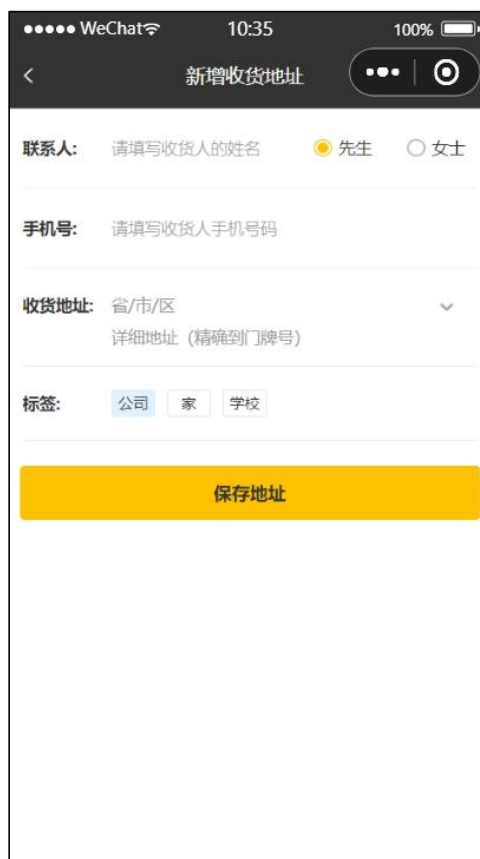 WeChat 10:35 100%
新增收货地址
联系人: 请填写收货人的姓名 先生 女士
手机号: 请填写收货人手机号码
收货地址: 省/市/区
详细地址 (精确到门牌号)
标签: 公司 家 学校
保存地址